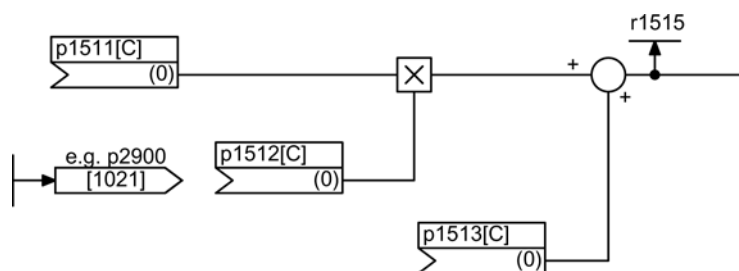 r1515
p1511[C]
(0)
+
+
e.g. p2900
[1021]
p1512[C]
(0)
p1513[C]
(0)